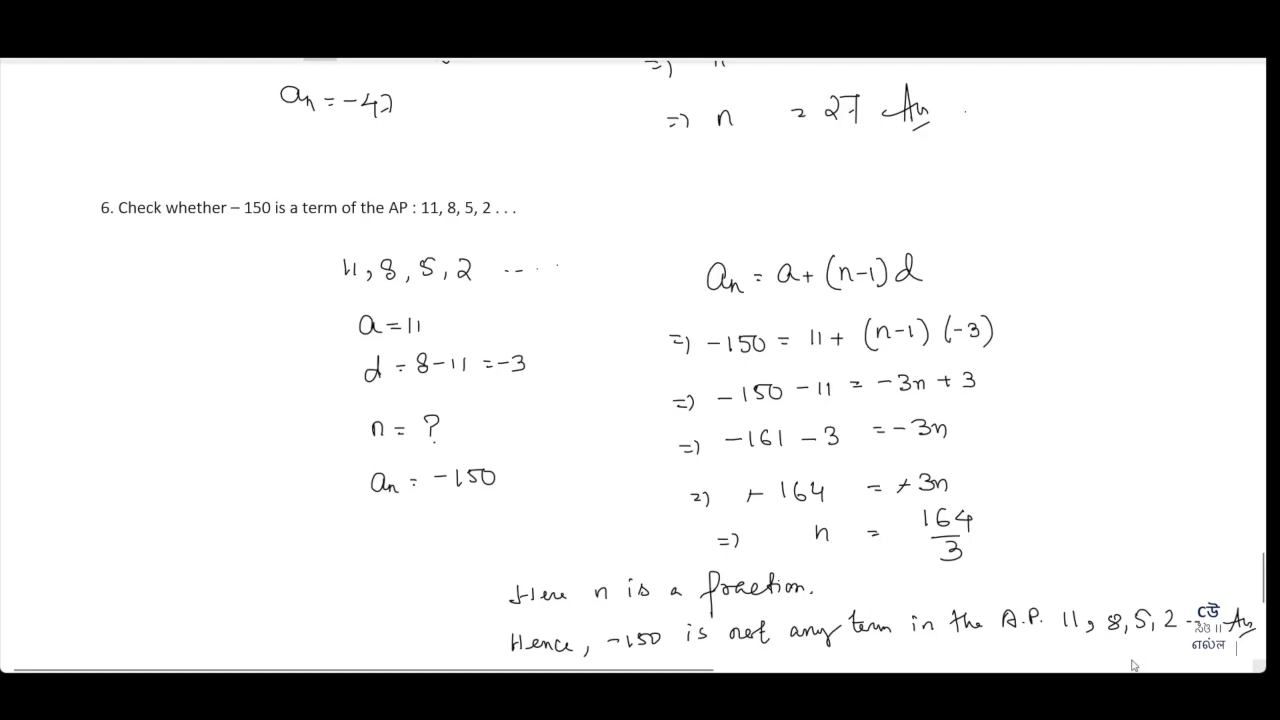 =) 11
aₙ = -47
=) n = 27 An
6. Check whether – 150 is a term of the AP : 11, 8, 5, 2 . . .
11, 8, 5, 2 -- . . .
a = 11
d = 8 - 11 = -3
n = ?
aₙ = -150
aₙ = a + (n-1) d
=) -150 = 11 + (n-1) (-3)
=) -150 - 11 = -3n + 3
=) -161 - 3 = -3n
=) +164 = +3n
=) n = 164/3
Here n is a fraction.
Hence, -150 is not any term in the A.P. 11, 8, 5, 2 -- An